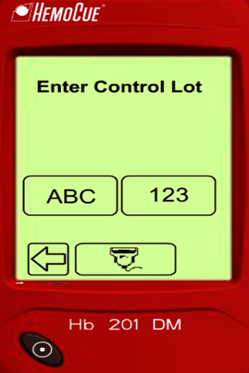 HemoCue®
Enter Control Lot
ABC
123
Hb 201 DM